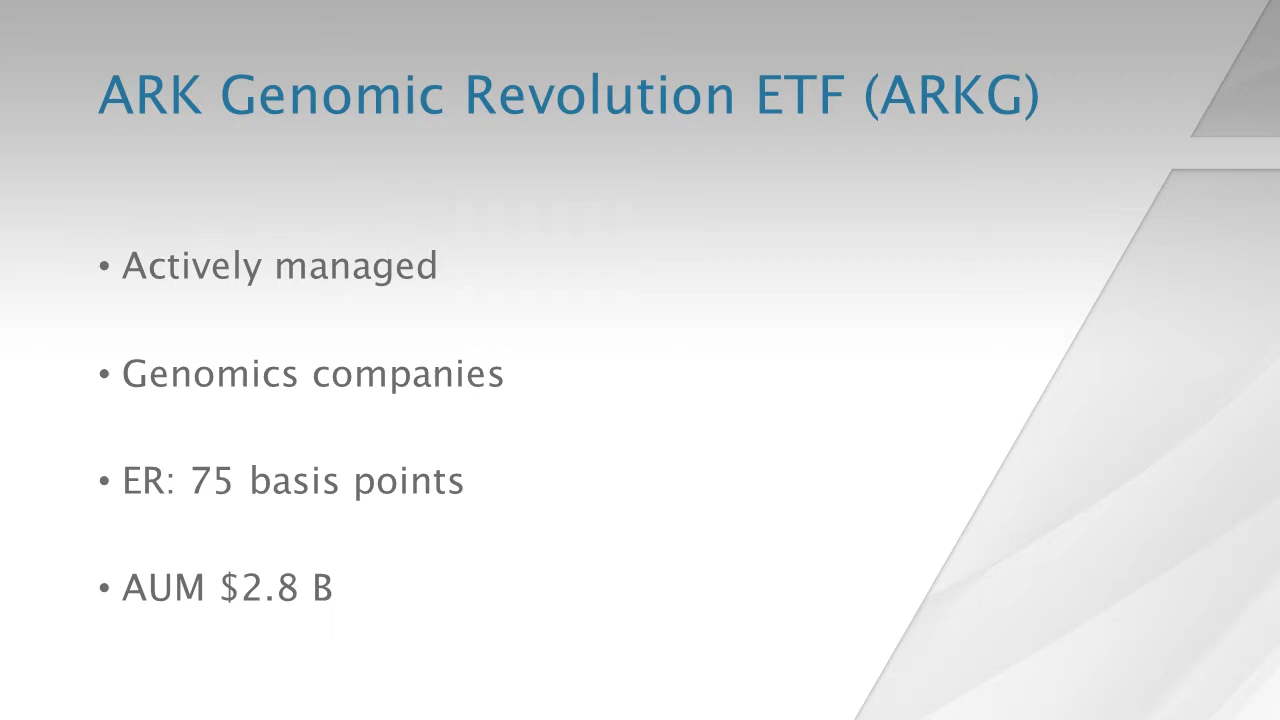 ARK Genomic Revolution ETF (ARKG)
• Actively managed
• Genomics companies
• ER: 75 basis points
• AUM $2.8 B